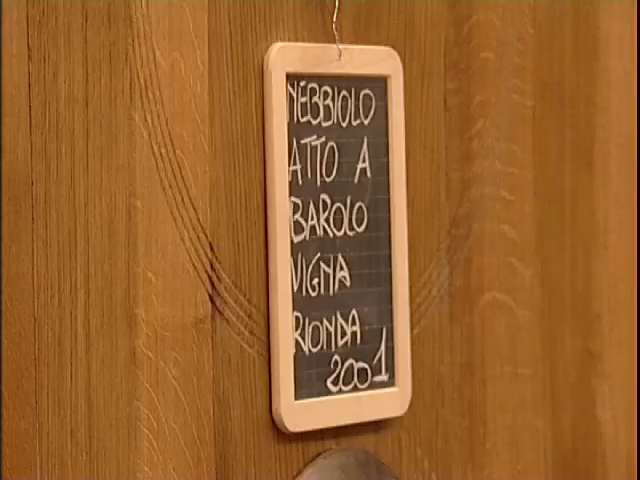 NEBBIOLO
ATTO A
BAROLO
VIGNA
RIONDA
2001